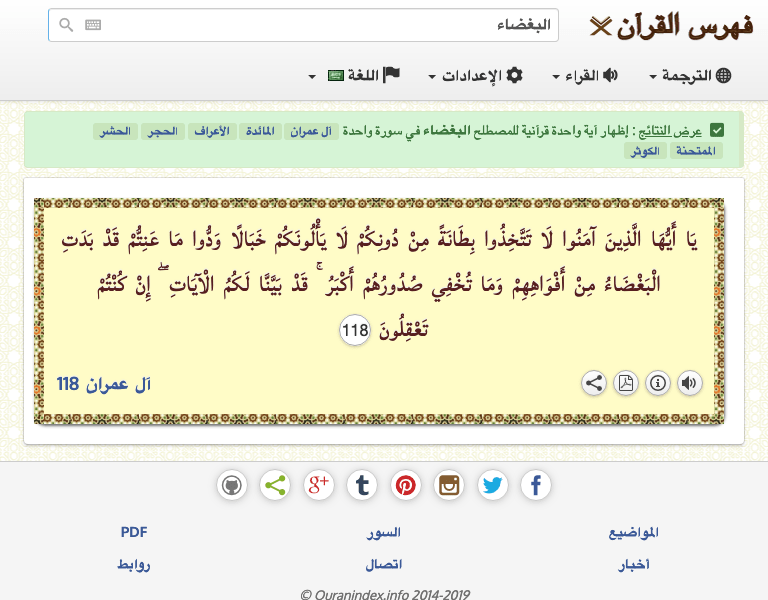 فهرس القرآن
البغضاء
الترجمة القراء الإعدادات اللغة
عرض النتائج : إظهار آية واحدة قرآنية للمصطلح البغضاء في سورة واحدة آل عمران المائدة الأعراف الحجر الحشر
الممتحنة الكوثر
يَا أَيُّهَا الَّذِينَ آمَنُوا لَا تَتَّخِذُوا بِطَانَةً مِنْ دُونِكُمْ لَا يَأْلُونَكُمْ خَبَالًا وَدُّوا مَا عَنِتُّمْ قَدْ بَدَتِ
الْبَغْضَاءُ مِنْ أَفْوَاهِهِمْ وَمَا تُخْفِي صُدُورُهُمْ أَكْبَرُ ۚ قَدْ بَيَّنَّا لَكُمُ الْآيَاتِ ۖ إِنْ كُنْتُمْ
تَعْقِلُونَ 118
آل عمران 118
المواضيع السور PDF
أخبار اتصال روابط
© Quranindex.info 2014-2019